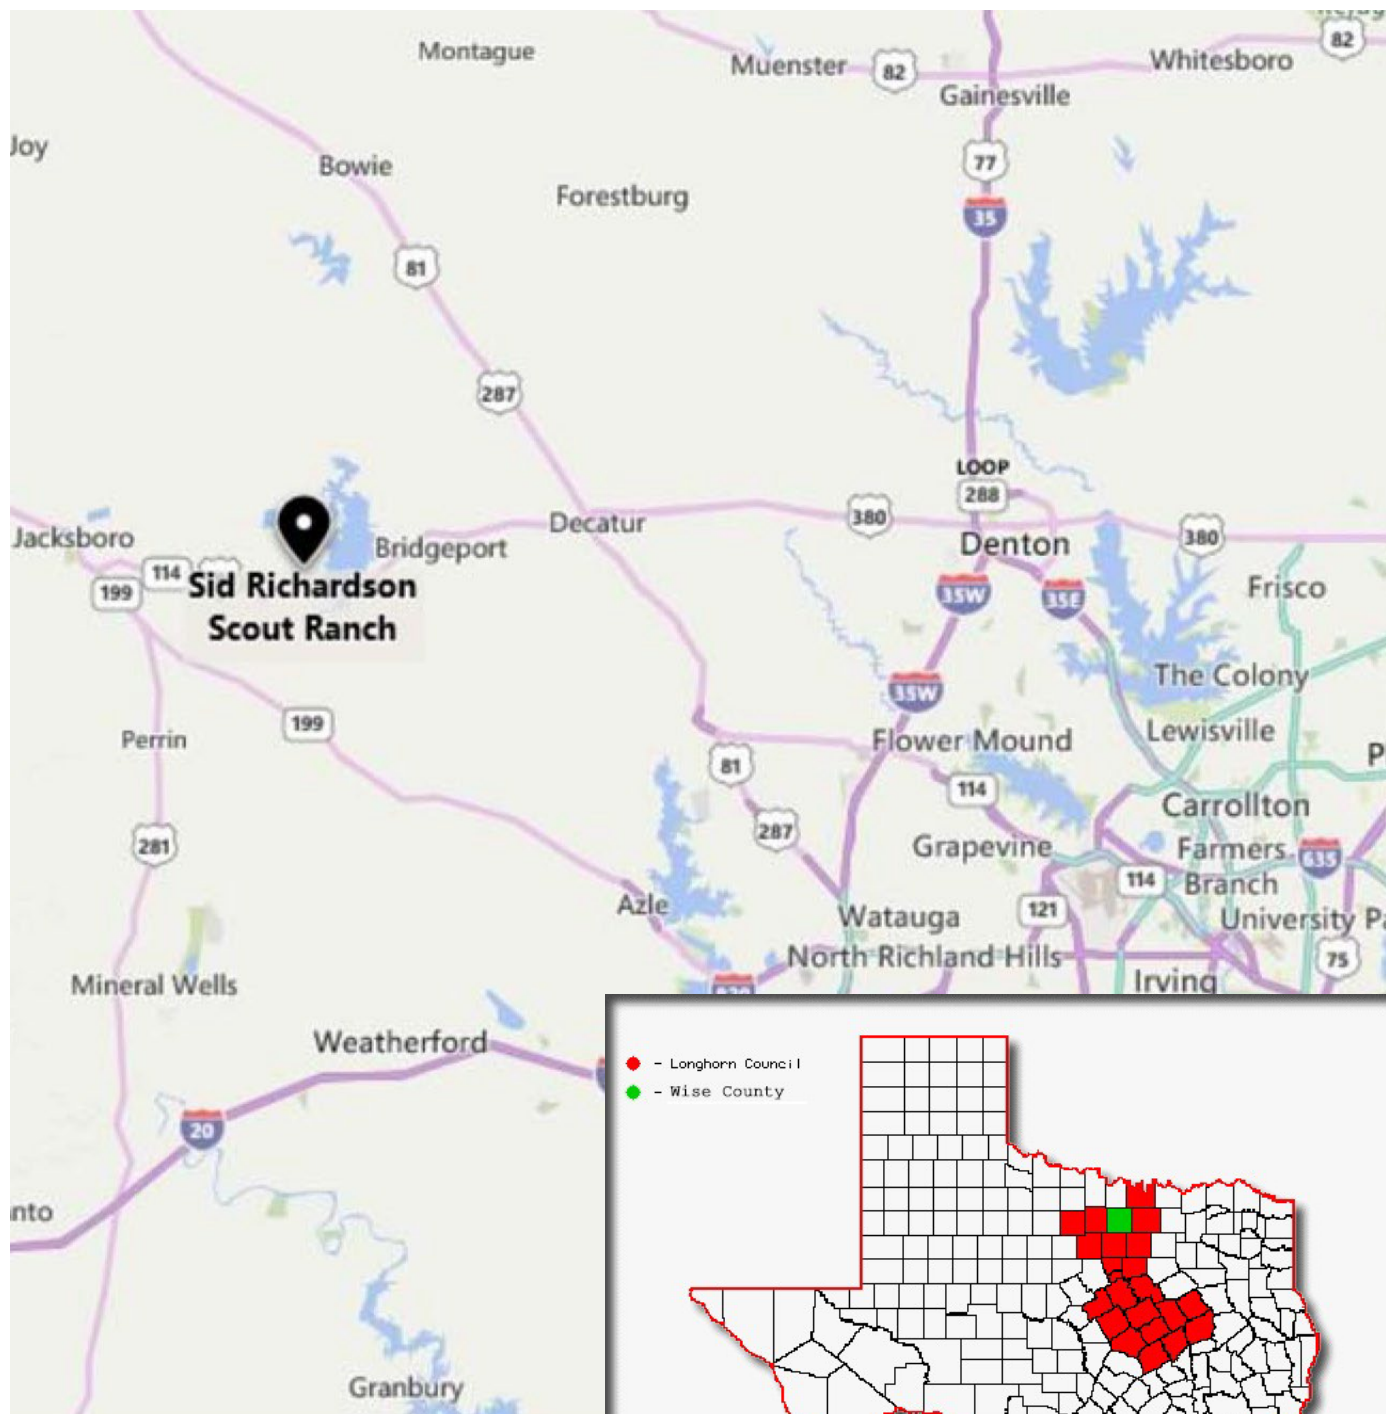 Montague
Muenster
82
Whitesboro
82
Gainesville
Joy
Bowie
77
Forestburg
35
81
287
LOOP
288
Jacksboro
Decatur
380
380
Bridgeport
Denton
114
199
Sid Richardson
Scout Ranch
35W
35E
Frisco
The Colony
35W
199
Perrin
Flower Mound
Lewisville
81
P
114
Carrollton
287
281
Grapevine
Farmers
Branch
635
114
Azle
121
Watauga
University Pa
North Richland Hills
75
Mineral Wells
Irving
Weatherford
20
nto
Granbury
- Longhorn Council
- Wise County